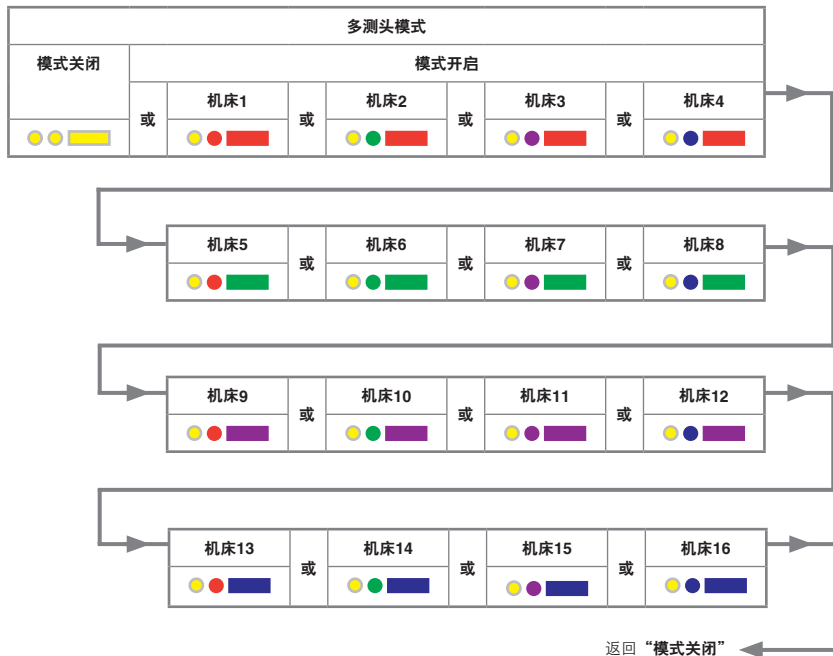 多测头模式
模式关闭
模式开启
或
机床1
或
机床2
或
机床3
或
机床4
机床5
或
机床6
或
机床7
或
机床8
机床9
或
机床10
或
机床11
或
机床12
机床13
或
机床14
或
机床15
或
机床16
返回“模式关闭”